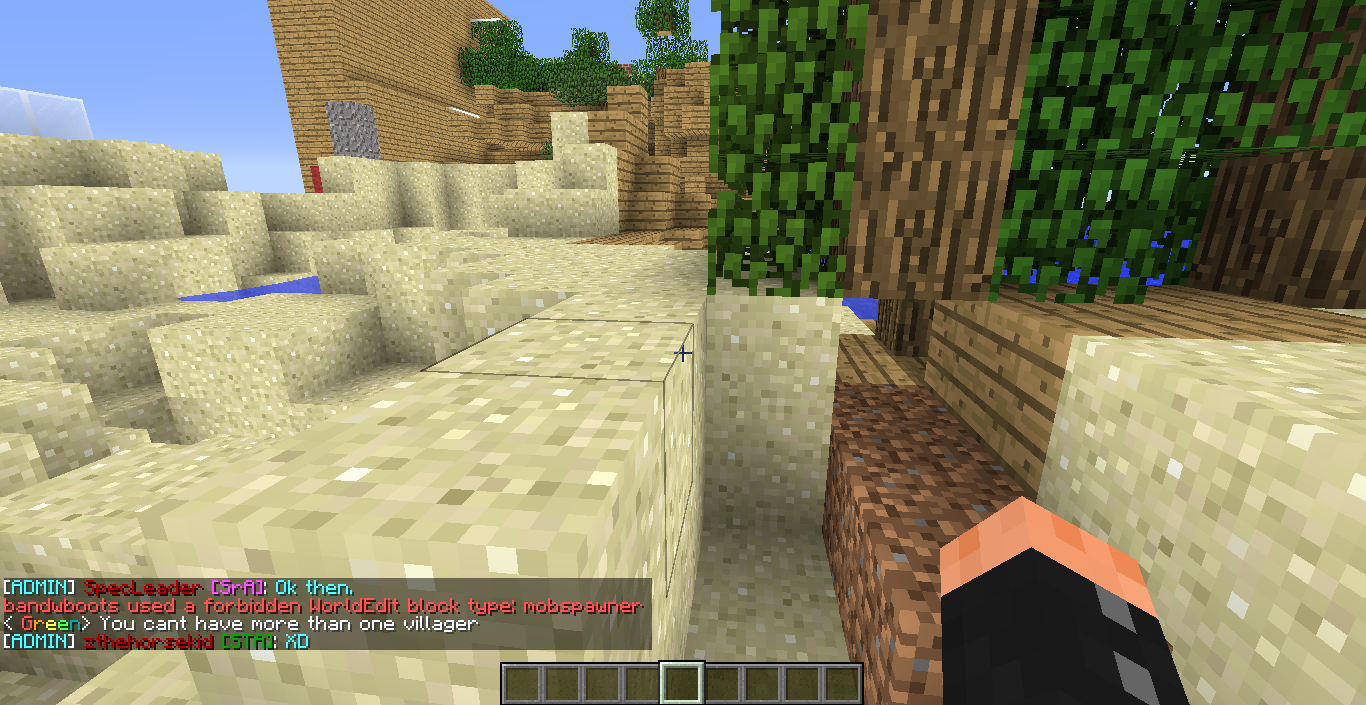 [ADMIN] SpecLeader [SrA]: Ok then.
bandwboots used a forbidden WorldEdit block type: mobspawner
< Green> You cant have more than one villager
[ADMIN] zthehorsekid [STA]: XD